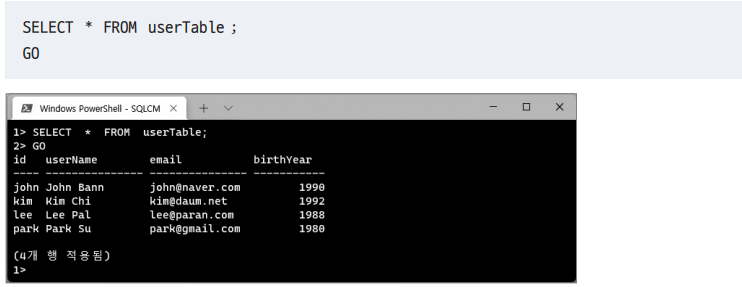 SELECT * FROM userTable ;
GO
Windows PowerShell - SQLCM
1> SELECT * FROM userTable;
2> GO
id userName email birthYear
---- --------------- --------------- -----------
john John Bann john@naver.com 1990
kim Kim Chi kim@daum.net 1992
lee Lee Pal lee@paran.com 1988
park Park Su park@gmail.com 1980
(4개 행 적용됨)
1>